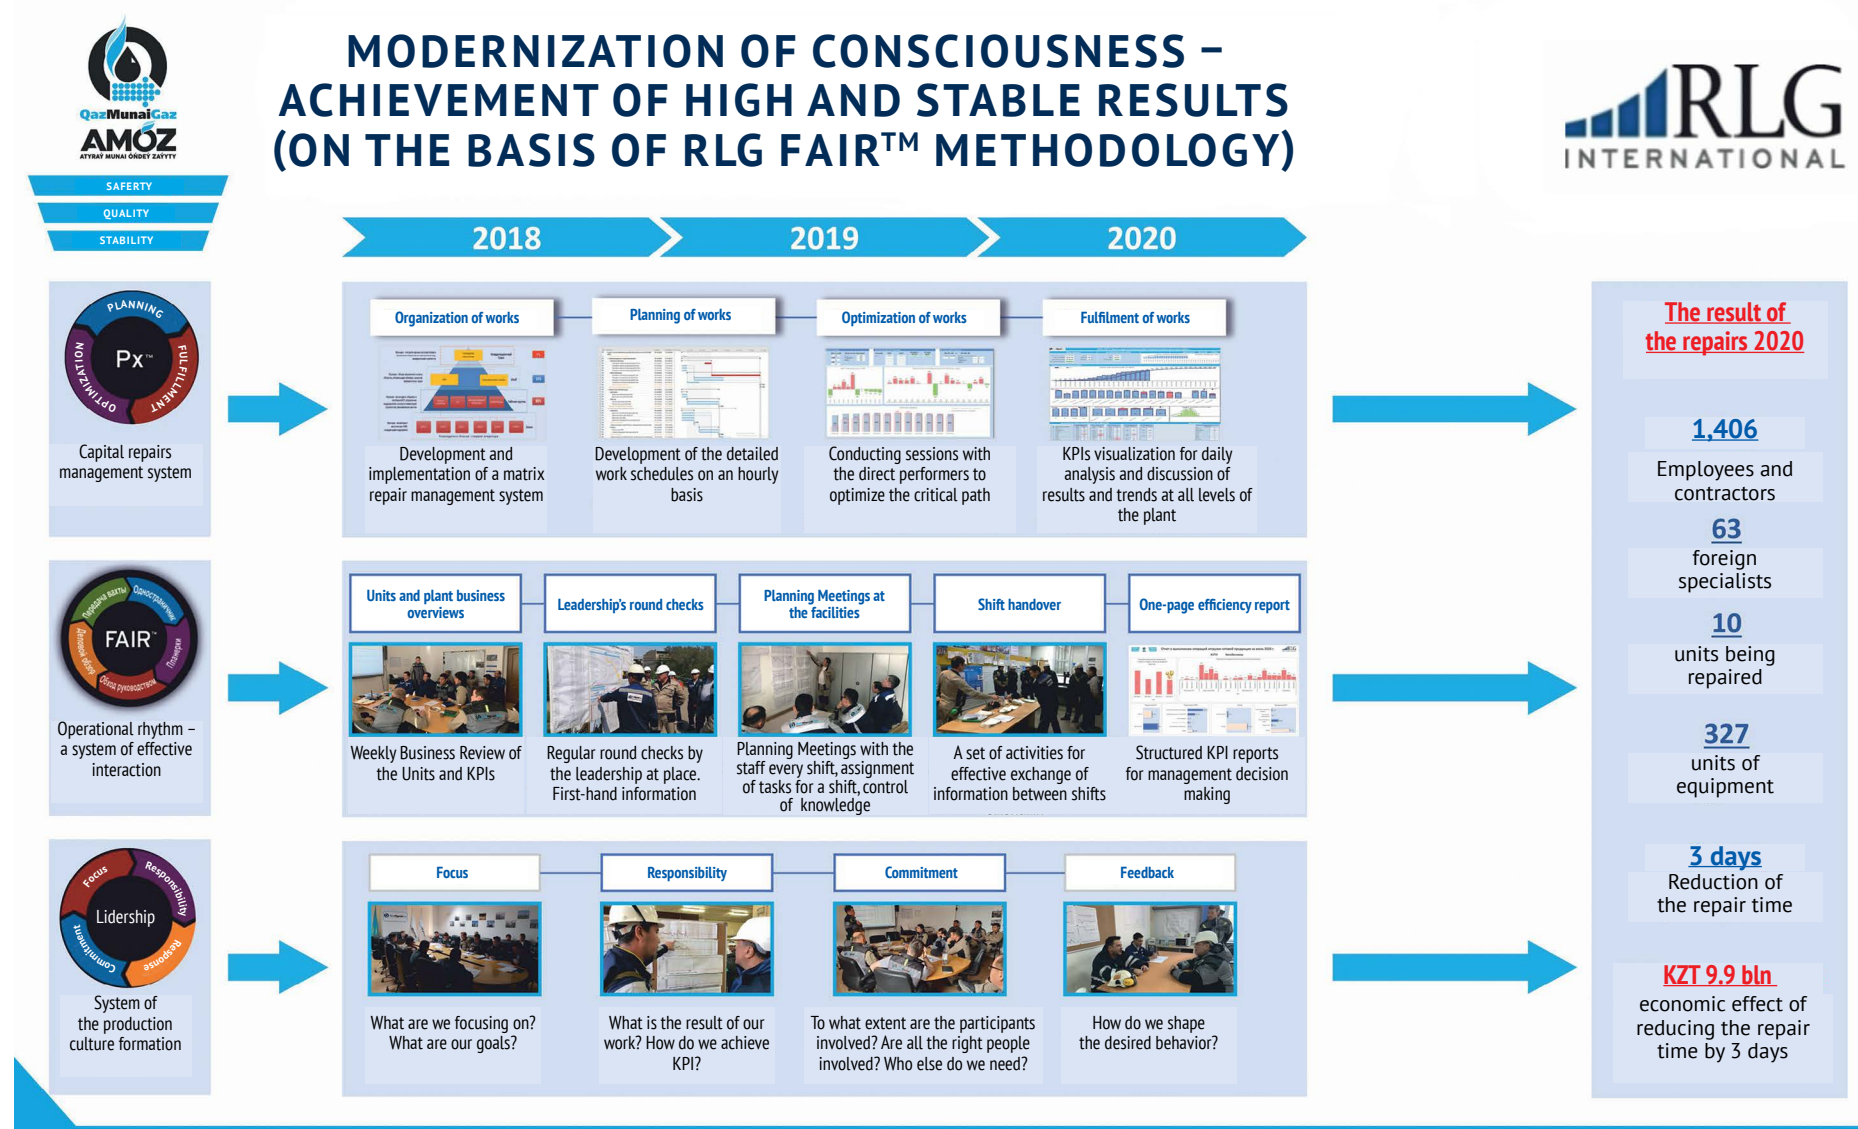 QazMunaiGaz
AMÓZ
ATYRAÝ MUNAI ÓŃDEÝ ZAÝYTY
SAFERTY
QUALITY
STABILITY
MODERNIZATION OF CONSCIOUSNESS –
ACHIEVEMENT OF HIGH AND STABLE RESULTS
(ON THE BASIS OF RLG FAIR™ METHODOLOGY)
RLG
INTERNATIONAL
2018
2019
2020
PLANNING
FULFILLMENT
OPTIMIZATION
Px™
Capital repairs
management system
Organization of works
Development and
implementation of a matrix
repair management system
Planning of works
Development of the detailed
work schedules on an hourly
basis
Optimization of works
Conducting sessions with
the direct performers to
optimize the critical path
Fulfilment of works
KPIs visualization for daily
analysis and discussion of
results and trends at all levels of
the plant
Передача вахты
Одностраничник
Планерки
Обход руководством
Деловой обзор
FAIR™
Operational rhythm –
a system of effective
interaction
Units and plant business
overviews
Weekly Business Review of
the Units and KPIs
Leadership's round checks
Regular round checks by
the leadership at place.
First-hand information
Planning Meetings at
the facilities
Planning Meetings with the
staff every shift, assignment
of tasks for a shift, control
of knowledge
Shift handover
A set of activities for
effective exchange of
information between shifts
One-page efficiency report
Structured KPI reports
for management decision
making
Focus
Responsibility
Response
Commitment
Lidership
System of
the production
culture formation
Focus
What are we focusing on?
What are our goals?
Responsibility
What is the result of our
work? How do we achieve
KPI?
Commitment
To what extent are the participants
involved? Are all the right people
involved? Who else do we need?
Feedback
How do we shape
the desired behavior?
The result of
the repairs 2020
1,406
Employees and
contractors
63
foreign
specialists
10
units being
repaired
327
units of
equipment
3 days
Reduction of
the repair time
KZT 9.9 bln
economic effect of
reducing the repair
time by 3 days